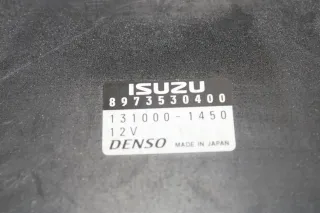 ISUZU
8973530400
131000-1450
12V
DENSO MADE IN JAPAN